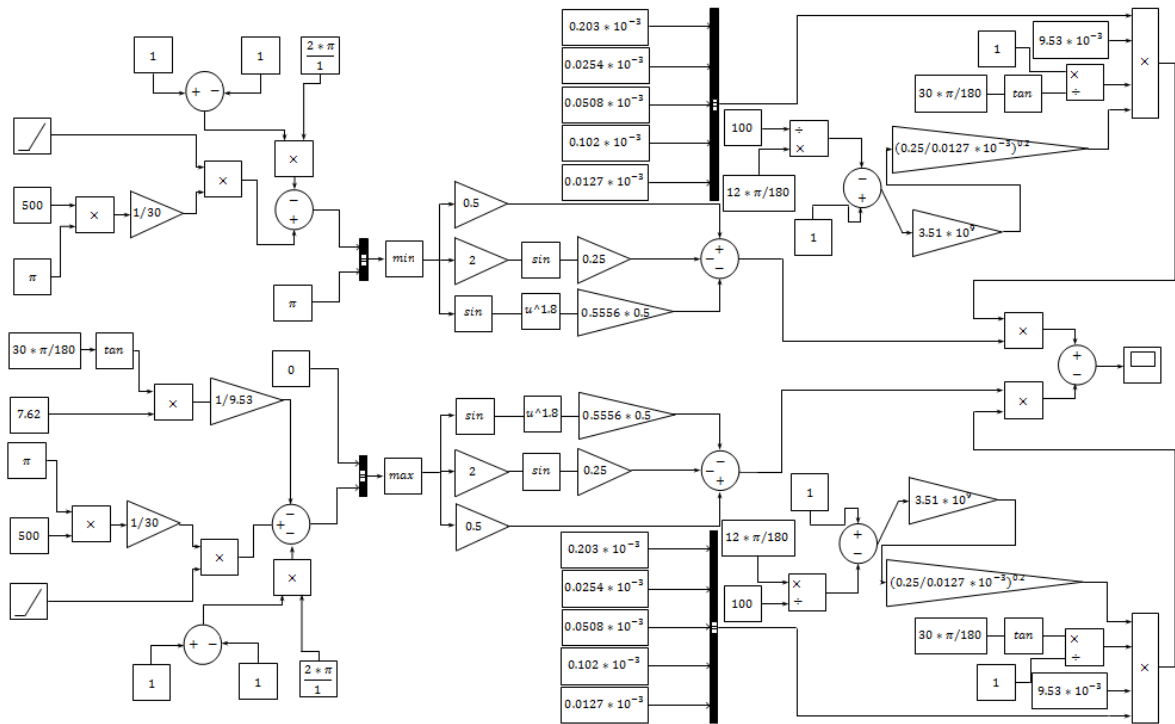 1
+ −
1
2 ∗ π
1
×
500
×
1/30
×
π
−
+
π
min
0.203 ∗ 10⁻³
0.0254 ∗ 10⁻³
0.0508 ∗ 10⁻³
0.102 ∗ 10⁻³
0.0127 ∗ 10⁻³
0.5
2
sin
0.25
sin
u^1.8
0.5556 ∗ 0.5
+
−
−
100
÷
×
12 ∗ π/180
−
+
1
(0.25/0.0127 ∗ 10⁻³)⁰·²
3.51 ∗ 10⁹
9.53 ∗ 10⁻³
1
30 ∗ π/180
tan
×
÷
×
×
+
−
×
30 ∗ π/180
tan
×
1/9.53
7.62
0
π
×
1/30
500
×
−
+ −
−
×
+ −
1
1
2 ∗ π
1
max
sin
u^1.8
0.5556 ∗ 0.5
2
sin
0.25
0.5
−
−
+
0.203 ∗ 10⁻³
0.0254 ∗ 10⁻³
0.0508 ∗ 10⁻³
0.102 ∗ 10⁻³
0.0127 ∗ 10⁻³
1
+
−
12 ∗ π/180
×
÷
100
3.51 ∗ 10⁹
(0.25/0.0127 ∗ 10⁻³)⁰·²
30 ∗ π/180
tan
×
÷
1
9.53 ∗ 10⁻³
×